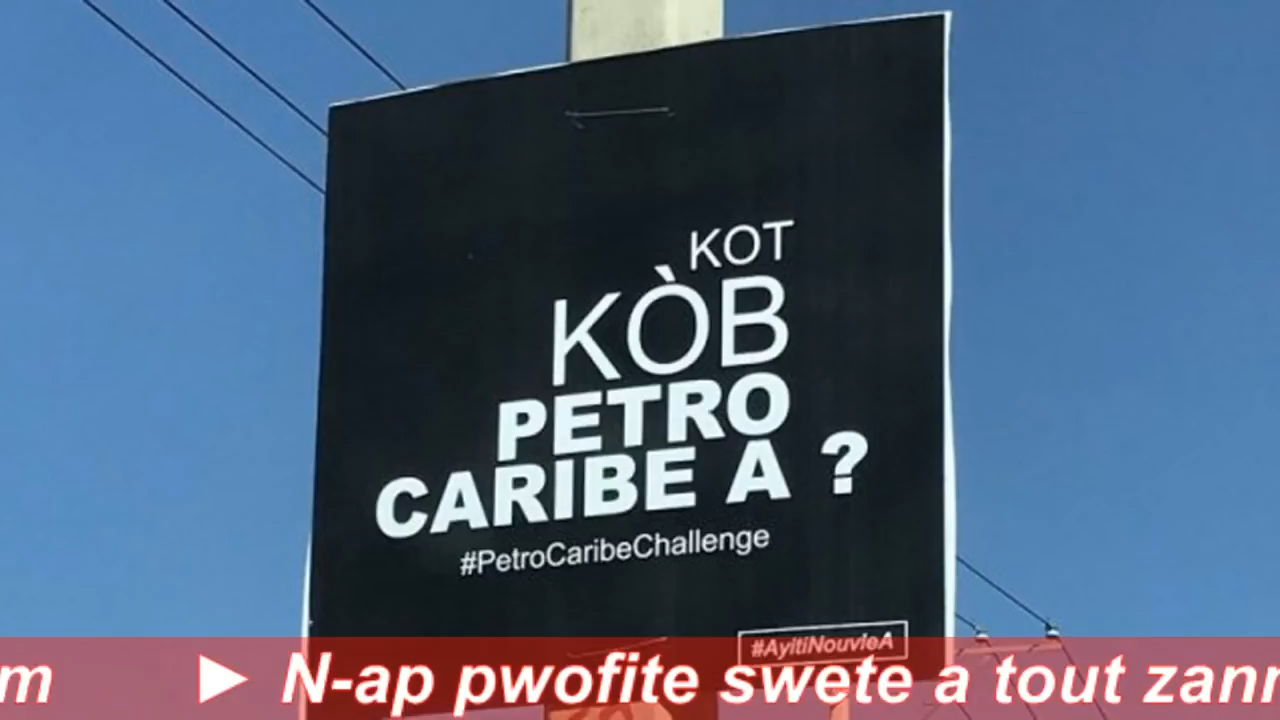 KOT
KÒB
PETRO
CARIBE A ?
#PetroCaribeChallenge
#AyitiNouvleA
N-ap pwofite swete a tout